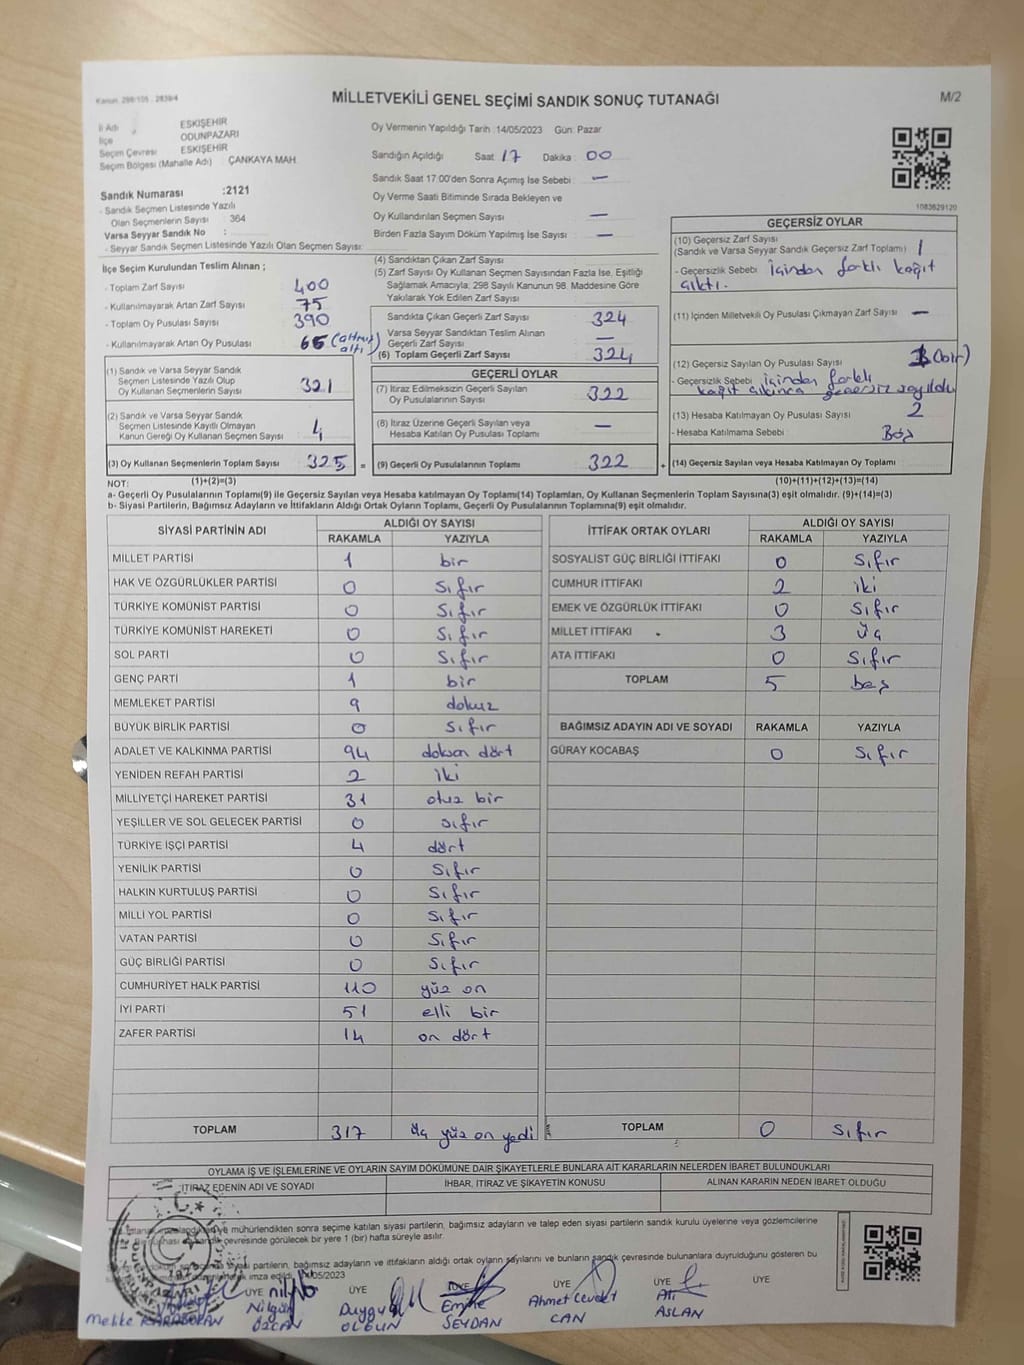 Kanun: 298/105 , 2839/4
MİLLETVEKİLİ GENEL SEÇİMİ SANDIK SONUÇ TUTANAĞI
M/2
İl Adı ESKİŞEHİR
İlçe ODUNPAZARI
Seçim Çevresi ESKİŞEHİR
Seçim Bölgesi (Mahalle Adı) ÇANKAYA MAH.
Oy Vermenin Yapıldığı Tarih : 14/05/2023 Gün: Pazar
Sandığın Açıldığı Saat 17 Dakika 00
Sandık Saat 17.00'den Sonra Açımış İse Sebebi : —
Oy Verme Saati Bitiminde Sırada Bekleyen ve
Oy Kullandırılan Seçmen Sayısı —
Birden Fazla Sayım Döküm Yapılmış İse Sayısı —
1083629120
Sandık Numarası :2121
- Sandık Seçmen Listesinde Yazılı
Olan Seçmenlerin Sayısı 364
Varsa Seyyar Sandık No :
- Seyyar Sandık Seçmen Listesinde Yazılı Olan Seçmen Sayısı:
İlçe Seçim Kurulundan Teslim Alınan ;
- Toplam Zarf Sayısı 400
- Kullanılmayarak Artan Zarf Sayısı 75
- Toplam Oy Pusulası Sayısı 390
- Kullanılmayarak Artan Oy Pusulası 66 (altmış altı)
(1) Sandık ve Varsa Seyyar Sandık
Seçmen Listesinde Yazılı Olup
Oy Kullanan Seçmenlerin Sayısı 321
(2) Sandık ve Varsa Seyyar Sandık
Seçmen Listesinde Kayıtlı Olmayan
Kanun Gereği Oy Kullanan Seçmen Sayısı 4
(3) Oy Kullanan Seçmenlerin Toplam Sayısı 325 =
(1)+(2)=(3)
(4) Sandıktan Çıkan Zarf Sayısı
(5) Zarf Sayısı Oy Kullanan Seçmen Sayısından Fazla İse, Eşitliği
Sağlamak Amacıyla, 298 Sayılı Kanunun 98. Maddesine Göre
Yakılarak Yok Edilen Zarf Sayısı
Sandıkta Çıkan Geçerli Zarf Sayısı 324
Varsa Seyyar Sandıktan Teslim Alınan
Geçerli Zarf Sayısı —
(6) Toplam Geçerli Zarf Sayısı 324
GEÇERLİ OYLAR
(7) İtiraz Edilmeksizin Geçerli Sayılan
Oy Pusulalarının Sayısı 322
(8) İtiraz Üzerine Geçerli Sayılan veya
Hesaba Katılan Oy Pusulası Toplamı —
(9) Geçerli Oy Pusulalarının Toplamı 322 +
GEÇERSİZ OYLAR
(10) Geçersiz Zarf Sayısı
(Sandık ve Varsa Seyyar Sandık Geçersiz Zarf Toplamı) 1
- Geçersizlik Sebebi İçinden farklı kağıt
çıktı.
(11) İçinden Milletvekili Oy Pusulası Çıkmayan Zarf Sayısı —
(12) Geçersiz Sayılan Oy Pusulası Sayısı 1 (bir)
- Geçersizlik Sebebi içinden farklı
kağıt çıkınca geçersiz sayıldı
(13) Hesaba Katılmayan Oy Pusulası Sayısı 2
- Hesaba Katılmama Sebebi Boş
(14) Geçersiz Sayılan veya Hesaba Katılmayan Oy Toplamı
(10)+(11)+(12)+(13)=(14)
NOT:
a- Geçerli Oy Pusulalarının Toplamı(9) ile Geçersiz Sayılan veya Hesaba katılmayan Oy Toplamı(14) Toplamları, Oy Kullanan Seçmenlerin Toplam Sayısına(3) eşit olmalıdır. (9)+(14)=(3)
b- Siyasi Partilerin, Bağımsız Adayların ve İttifakların Aldığı Ortak Oyların Toplamı, Geçerli Oy Pusulalarının Toplamına(9) eşit olmalıdır.
SİYASİ PARTİNİN ADI ALDIĞI OY SAYISI
RAKAMLA YAZIYLA
MİLLET PARTİSİ 1 bir
HAK VE ÖZGÜRLÜKLER PARTİSİ 0 Sıfır
TÜRKİYE KOMÜNİST PARTİSİ 0 Sıfır
TÜRKİYE KOMÜNİST HAREKETİ 0 Sıfır
SOL PARTİ 0 Sıfır
GENÇ PARTİ 1 bir
MEMLEKET PARTİSİ 9 dokuz
BÜYÜK BİRLİK PARTİSİ 0 Sıfır
ADALET VE KALKINMA PARTİSİ 94 doksan dört
YENİDEN REFAH PARTİSİ 2 iki
MİLLİYETÇİ HAREKET PARTİSİ 31 otuz bir
YEŞİLLER VE SOL GELECEK PARTİSİ 0 sıfır
TÜRKİYE İŞÇİ PARTİSİ 4 dört
YENİLİK PARTİSİ 0 Sıfır
HALKIN KURTULUŞ PARTİSİ 0 Sıfır
MİLLİ YOL PARTİSİ 0 Sıfır
VATAN PARTİSİ 0 Sıfır
GÜÇ BİRLİĞİ PARTİSİ 0 Sıfır
CUMHURİYET HALK PARTİSİ 110 yüz on
İYİ PARTİ 51 elli bir
ZAFER PARTİSİ 14 on dört
TOPLAM 317 üç yüz on yedi
İTTİFAK ORTAK OYLARI ALDIĞI OY SAYISI
RAKAMLA YAZIYLA
SOSYALİST GÜÇ BİRLİĞİ İTTİFAKI 0 Sıfır
CUMHUR İTTİFAKI 2 iki
EMEK VE ÖZGÜRLÜK İTTİFAKI 0 Sıfır
MİLLET İTTİFAKI 3 Üç
ATA İTTİFAKI 0 Sıfır
TOPLAM 5 beş
BAĞIMSIZ ADAYIN ADI VE SOYADI RAKAMLA YAZIYLA
GÜRAY KOCABAŞ 0 Sıfır
TOPLAM 0 Sıfır
OYLAMA İŞ VE İŞLEMLERİNE VE OYLARIN SAYIM DÖKÜMÜNE DAİR ŞİKAYETLERLE BUNLARA AİT KARARLARIN NELERDEN İBARET BULUNDUKLARI
İTİRAZ EDENİN ADI VE SOYADI İHBAR, İTİRAZ VE ŞİKAYETİN KONUSU ALINAN KARARIN NEDEN İBARET OLDUĞU
mühürlendikten sonra seçime katılan siyasi partilerin, bağımsız adayların ve talep eden siyasi partilerin sandık kurulu üyelerine veya gözlemcilerine
çevresinde görülecek bir yere 1 (bir) hafta süreyle asılır.
siyasi partilerin, bağımsız adayların ve ittifakların aldığı ortak oyların sayılarını ve bunların sandık çevresinde bulunanlara duyrulduğunu gösteren bu
imza edildi. 14/05/2023
ÜYE ÜYE ÜYE ÜYE ÜYE ÜYE
Nilgün ÖZCAN
Duygu OLGUN
Emine SEYDAN
Ahmet Cevdet CAN
Ali ASLAN